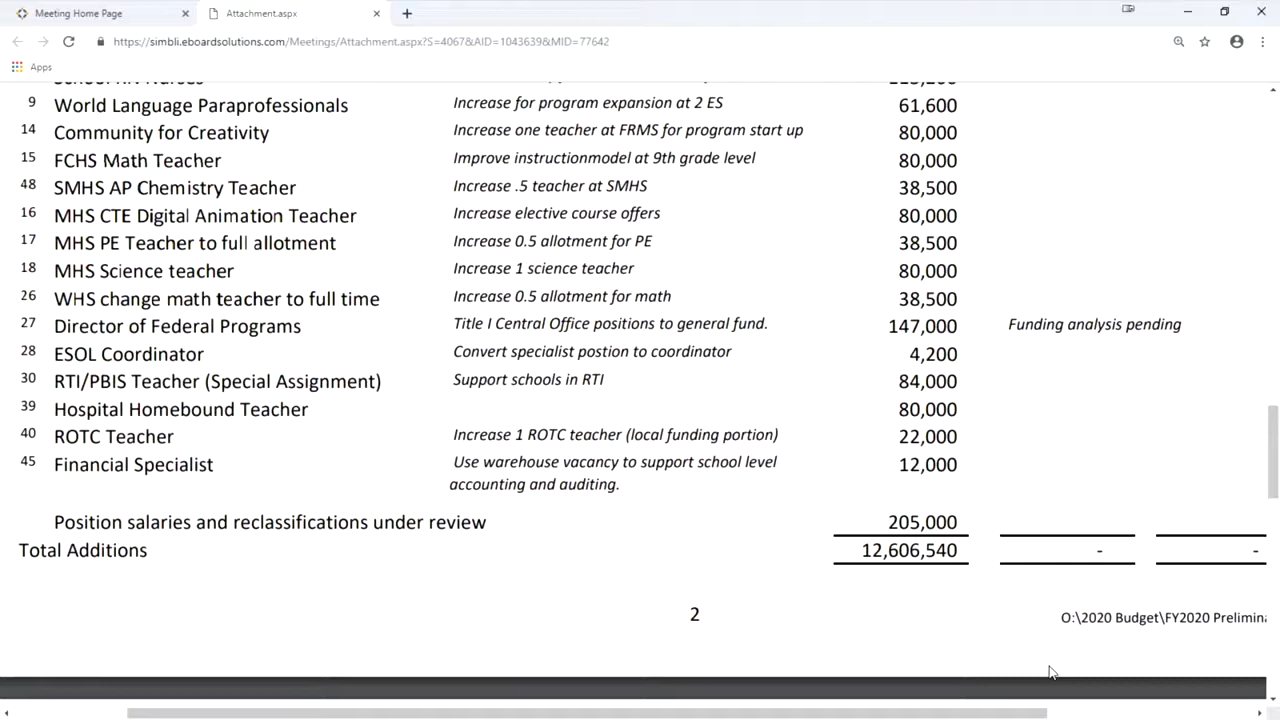 Meeting Home Page
Attachment.aspx
https://simbli.eboardsolutions.com/Meetings/Attachment.aspx?S=4067&AID=1043639&MID=77642
Apps
9 World Language Paraprofessionals Increase for program expansion at 2 ES 61,600
14 Community for Creativity Increase one teacher at FRMS for program start up 80,000
15 FCHS Math Teacher Improve instructionmodel at 9th grade level 80,000
48 SMHS AP Chemistry Teacher Increase .5 teacher at SMHS 38,500
16 MHS CTE Digital Animation Teacher Increase elective course offers 80,000
17 MHS PE Teacher to full allotment Increase 0.5 allotment for PE 38,500
18 MHS Science teacher Increase 1 science teacher 80,000
26 WHS change math teacher to full time Increase 0.5 allotment for math 38,500
27 Director of Federal Programs Title I Central Office positions to general fund. 147,000 Funding analysis pending
28 ESOL Coordinator Convert specialist postion to coordinator 4,200
30 RTI/PBIS Teacher (Special Assignment) Support schools in RTI 84,000
39 Hospital Homebound Teacher 80,000
40 ROTC Teacher Increase 1 ROTC teacher (local funding portion) 22,000
45 Financial Specialist Use warehouse vacancy to support school level 12,000
accounting and auditing.
Position salaries and reclassifications under review 205,000
Total Additions 12,606,540 - -
2
O:\2020 Budget\FY2020 Prelimina